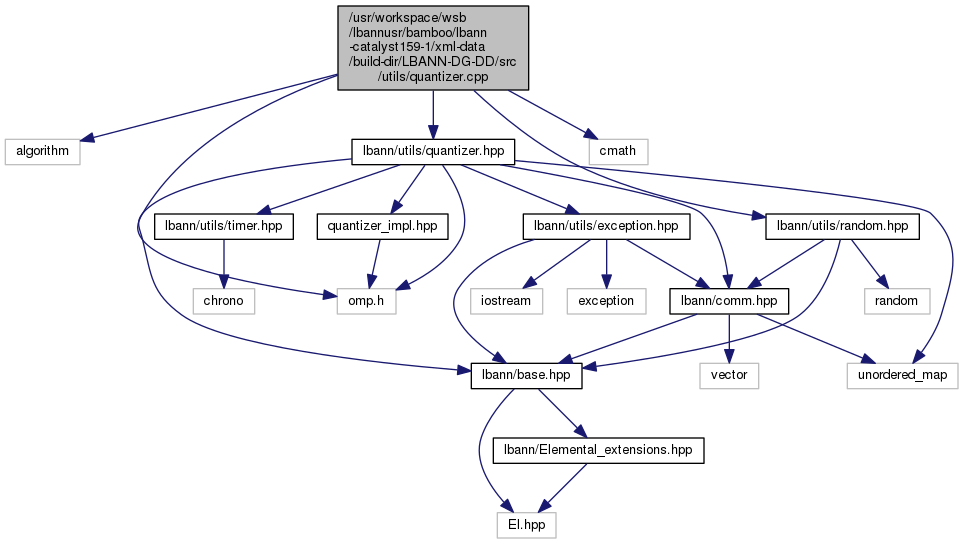 /usr/workspace/wsb
/lbannusr/bamboo/lbann
-catalyst159-1/xml-data
/build-dir/LBANN-DG-DD/src
/utils/quantizer.cpp
algorithm
lbann/utils/quantizer.hpp
cmath
lbann/utils/timer.hpp
quantizer_impl.hpp
lbann/utils/exception.hpp
lbann/utils/random.hpp
chrono
omp.h
iostream
exception
lbann/comm.hpp
random
lbann/base.hpp
vector
unordered_map
lbann/Elemental_extensions.hpp
El.hpp